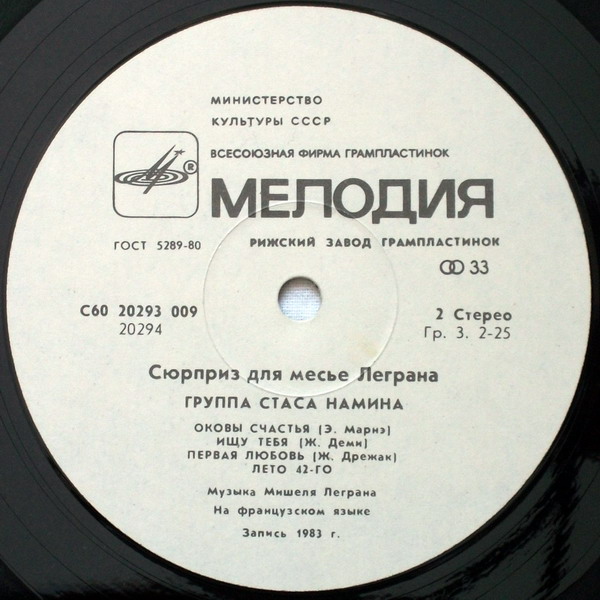 МИНИСТЕРСТВО
КУЛЬТУРЫ СССР
ВСЕСОЮЗНАЯ ФИРМА ГРАМПЛАСТИНОК
®
МЕЛОДИЯ
ГОСТ 5289-80
РИЖСКИЙ ЗАВОД ГРАМПЛАСТИНОК
33
С60 20293 009
20294
2 Стерео
Гр. 3. 2-25
Сюрприз для месье Леграна
ГРУППА СТАСА НАМИНА
ОКОВЫ СЧАСТЬЯ (Э. Марнэ)
ИЩУ ТЕБЯ (Ж. Деми)
ПЕРВАЯ ЛЮБОВЬ (Ж. Дрежак)
ЛЕТО 42-ГО
Музыка Мишеля Леграна
На французском языке
Запись 1983 г.